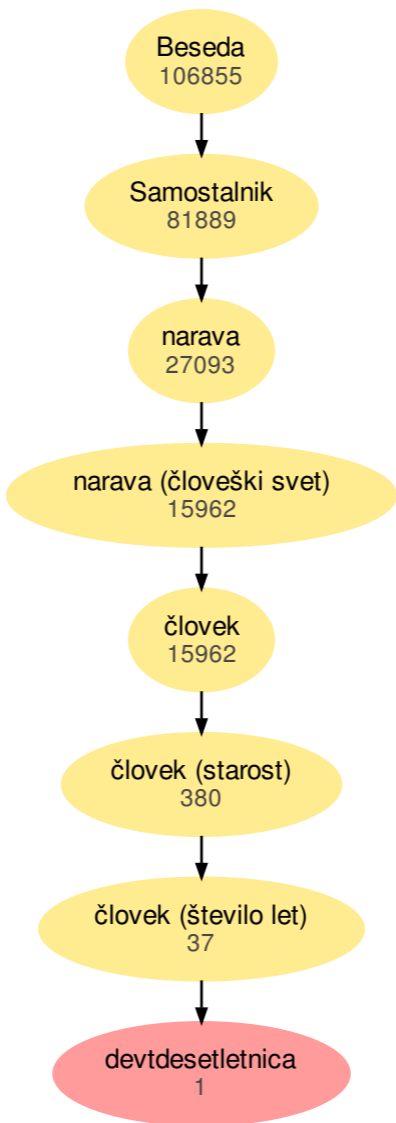 Beseda
106855
Samostalnik
81889
narava
27093
narava (človeški svet)
15962
človek
15962
človek (starost)
380
človek (število let)
37
devtdesetletnica
1